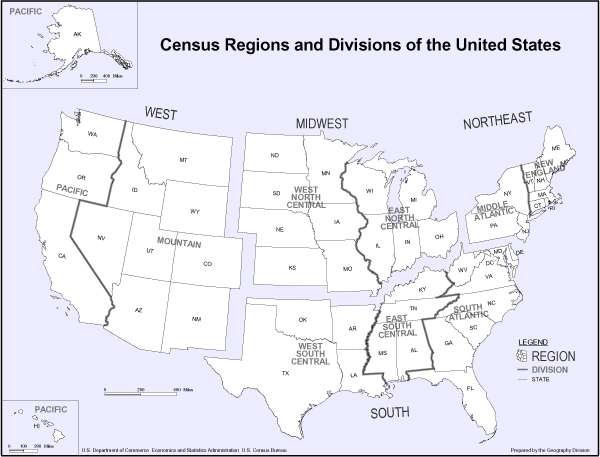 PACIFIC
AK
0 200 400 Miles
Census Regions and Divisions of the United States
WEST
MIDWEST
NORTHEAST
WA
MT
OR
ID
PACIFIC
WY
NV
MOUNTAIN
UT
CO
CA
AZ
NM
ND
MN
SD
WEST
NORTH
CENTRAL
NE
IA
KS
MO
WI
MI
EAST
NORTH
CENTRAL
IL
IN
OH
ME
NEW
ENGLAND
VT
NH
NY
MA
CT
RI
MIDDLE
ATLANTIC
PA
NJ
MD
DE
DC
WV
VA
KY
NC
TN
SOUTH
ATLANTIC
SC
EAST
SOUTH
CENTRAL
MS
AL
GA
FL
OK
AR
WEST
SOUTH
CENTRAL
TX
LA
SOUTH
LEGEND
REGION
DIVISION
STATE
0 200 400 Miles
PACIFIC
HI
0 100 200 Miles
U.S. Department of Commerce Economics and Statistics Administration U.S. Census Bureau
Prepared by the Geography Division